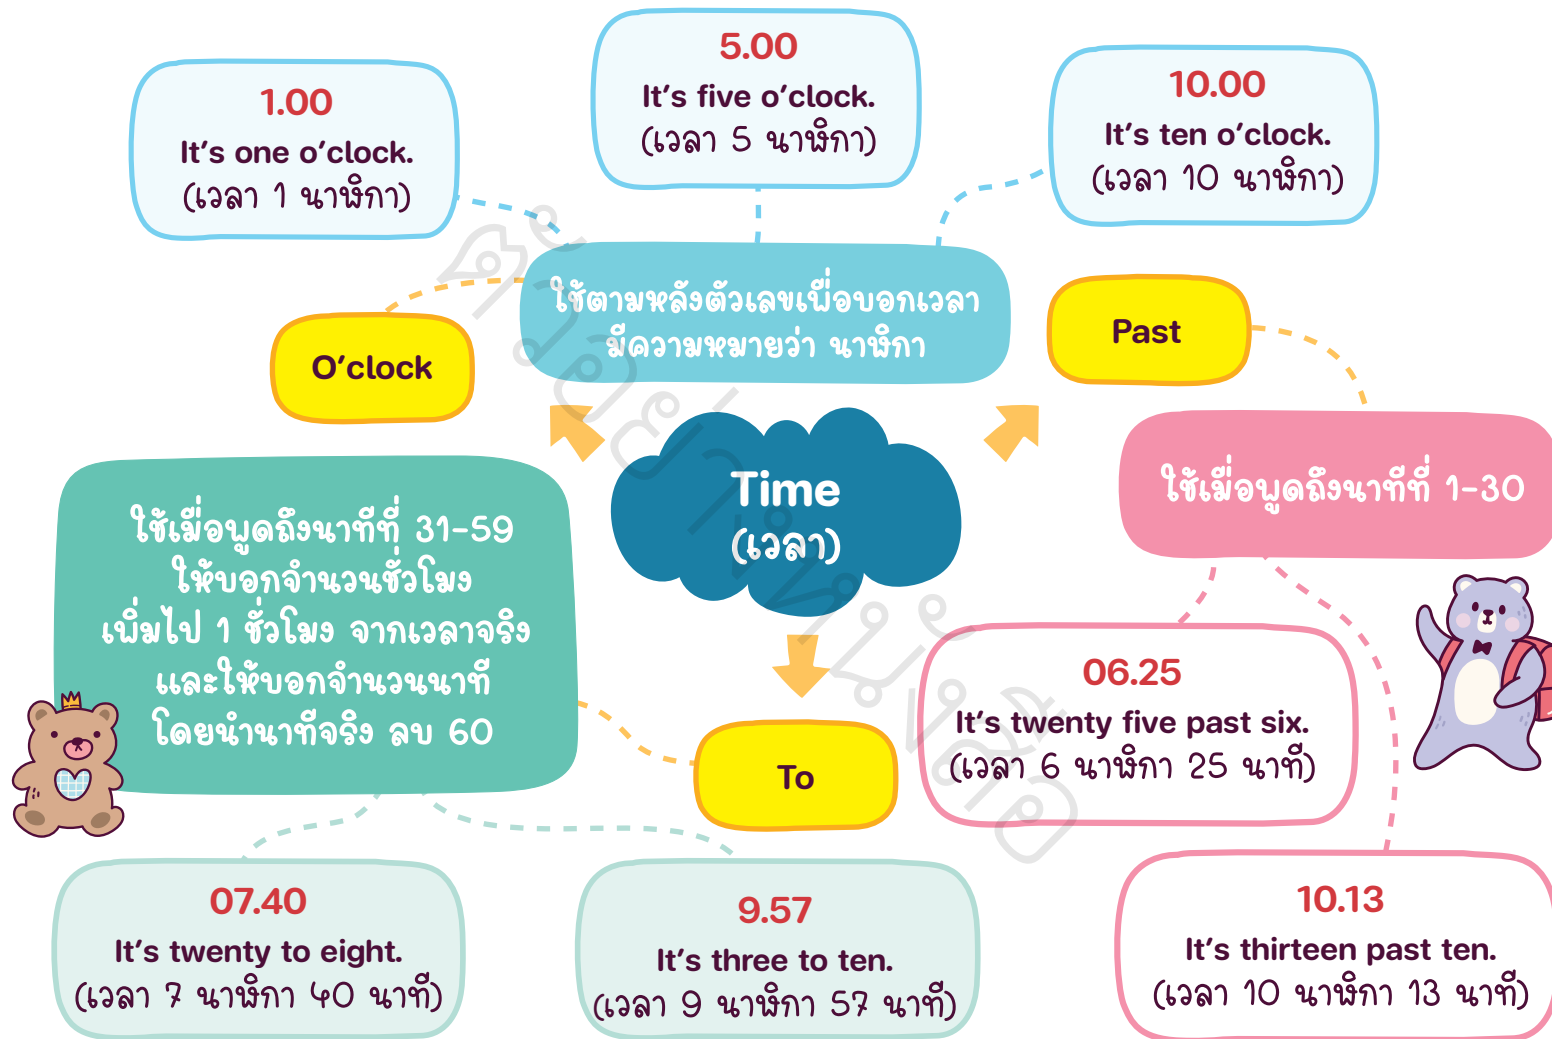 5.00
It's five o'clock.
(เวลา 5 นาฬิกา)
1.00
It's one o'clock.
(เวลา 1 นาฬิกา)
10.00
It's ten o'clock.
(เวลา 10 นาฬิกา)
ใช้ตามหลังตัวเลขเพื่อบอกเวลา
มีความหมายว่า นาฬิกา
O'clock
Past
Time
(เวลา)
ใช้เมื่อพูดถึงนาทีที่ 1-30
ใช้เมื่อพูดถึงนาทีที่ 31-59
ให้บอกจำนวนชั่วโมง
เพิ่มไป 1 ชั่วโมง จากเวลาจริง
และให้บอกจำนวนนาที
โดยนำนาทีจริง ลบ 60
06.25
It's twenty five past six.
(เวลา 6 นาฬิกา 25 นาที)
To
07.40
It's twenty to eight.
(เวลา 7 นาฬิกา 40 นาที)
9.57
It's three to ten.
(เวลา 9 นาฬิกา 57 นาที)
10.13
It's thirteen past ten.
(เวลา 10 นาฬิกา 13 นาที)
ตัวอย่างหนังสือ